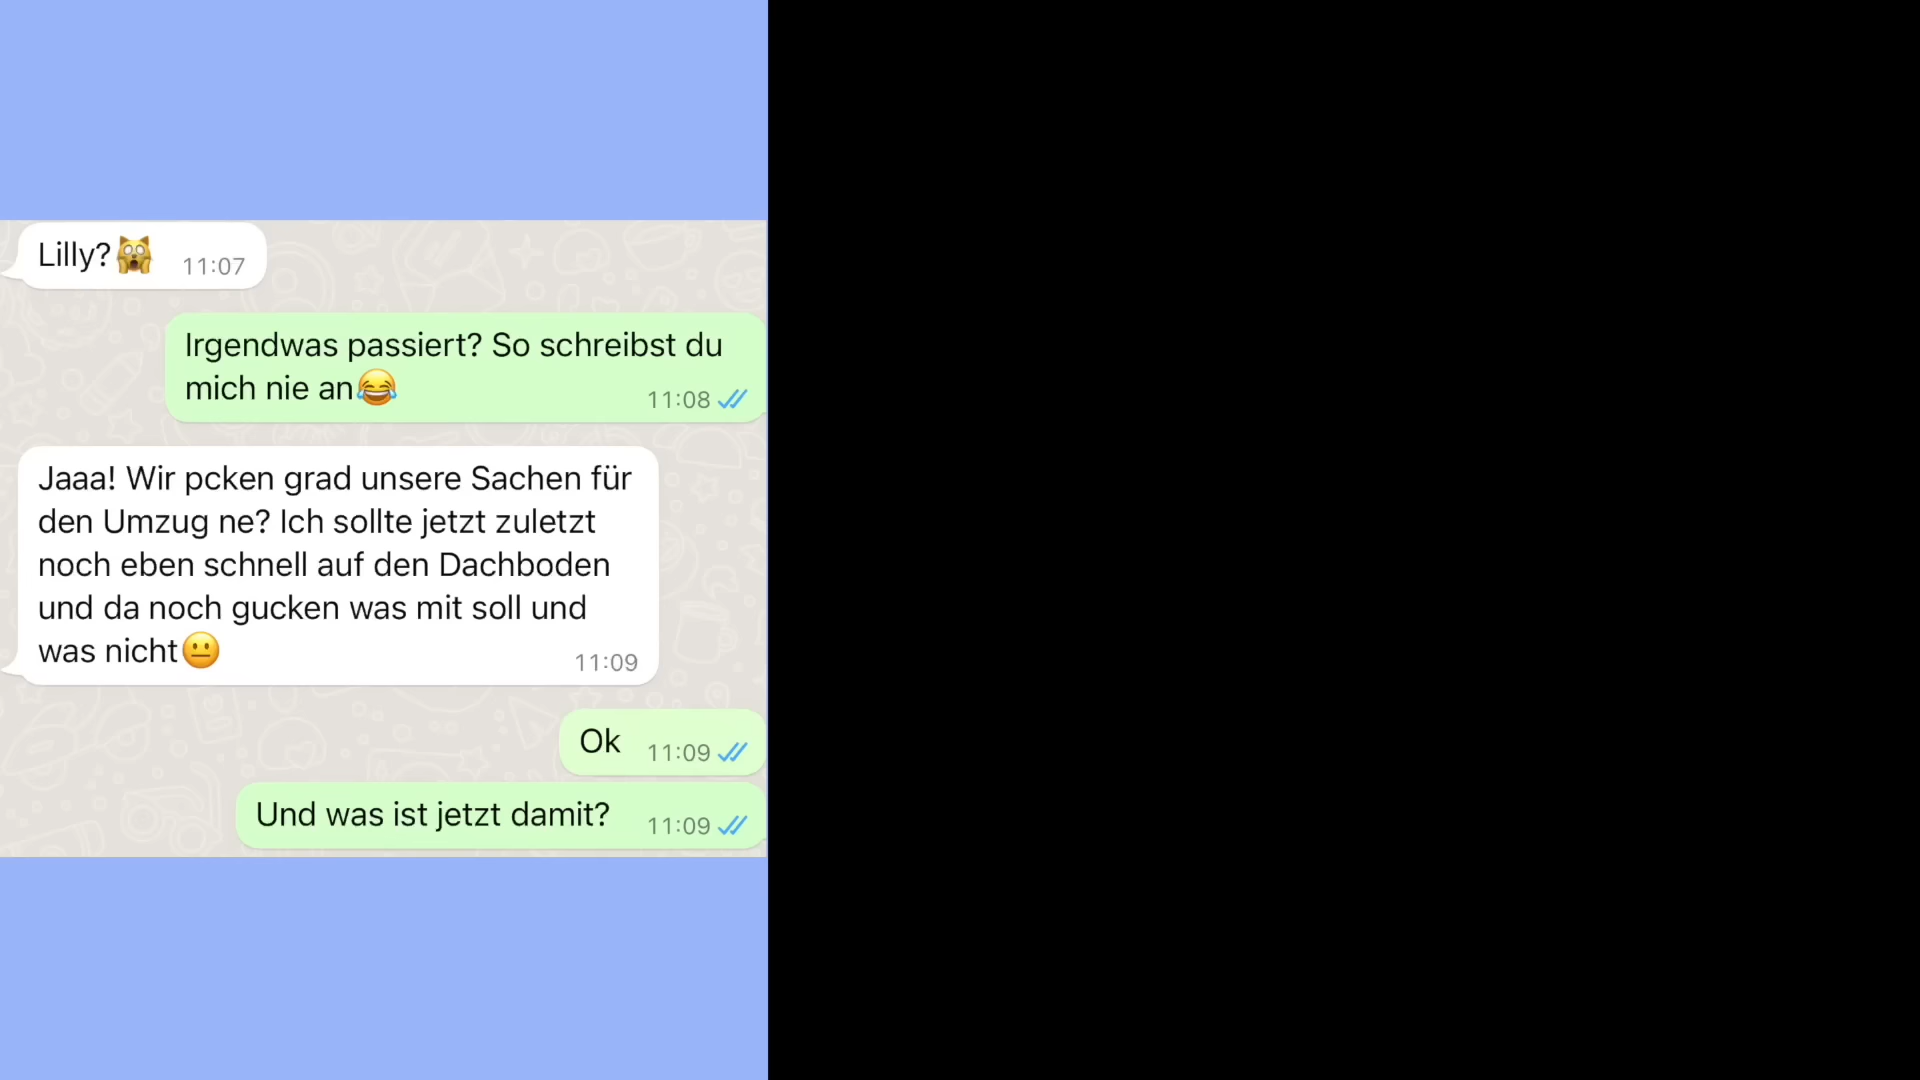 Lilly?🙀 11:07
Irgendwas passiert? So schreibst du
mich nie an😂 11:08
Jaaa! Wir pcken grad unsere Sachen für
den Umzug ne? Ich sollte jetzt zuletzt
noch eben schnell auf den Dachboden
und da noch gucken was mit soll und
was nicht😐 11:09
Ok 11:09
Und was ist jetzt damit? 11:09